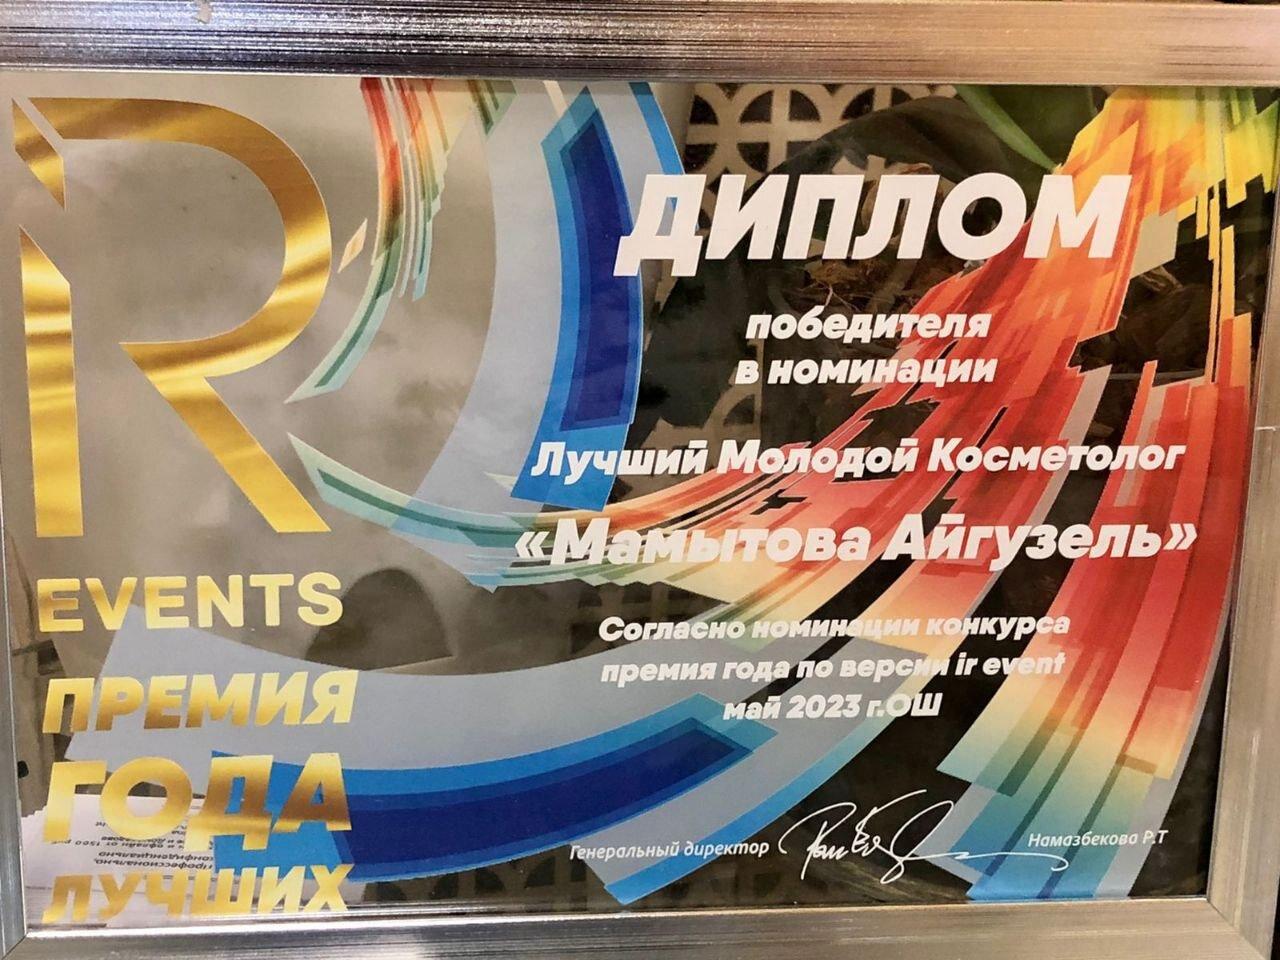 iR
EVENTS
ПРЕМИЯ
ГОДА
ЛУЧШИХ
ДИПЛОМ
победителя
в номинации
Лучший Молодой Косметолог
«Мамытова Айгузель»
Согласно номинации конкурса
премия года по версии ir event
май 2023 г.ОШ
Генеральный директор
Намазбекова Р.Т